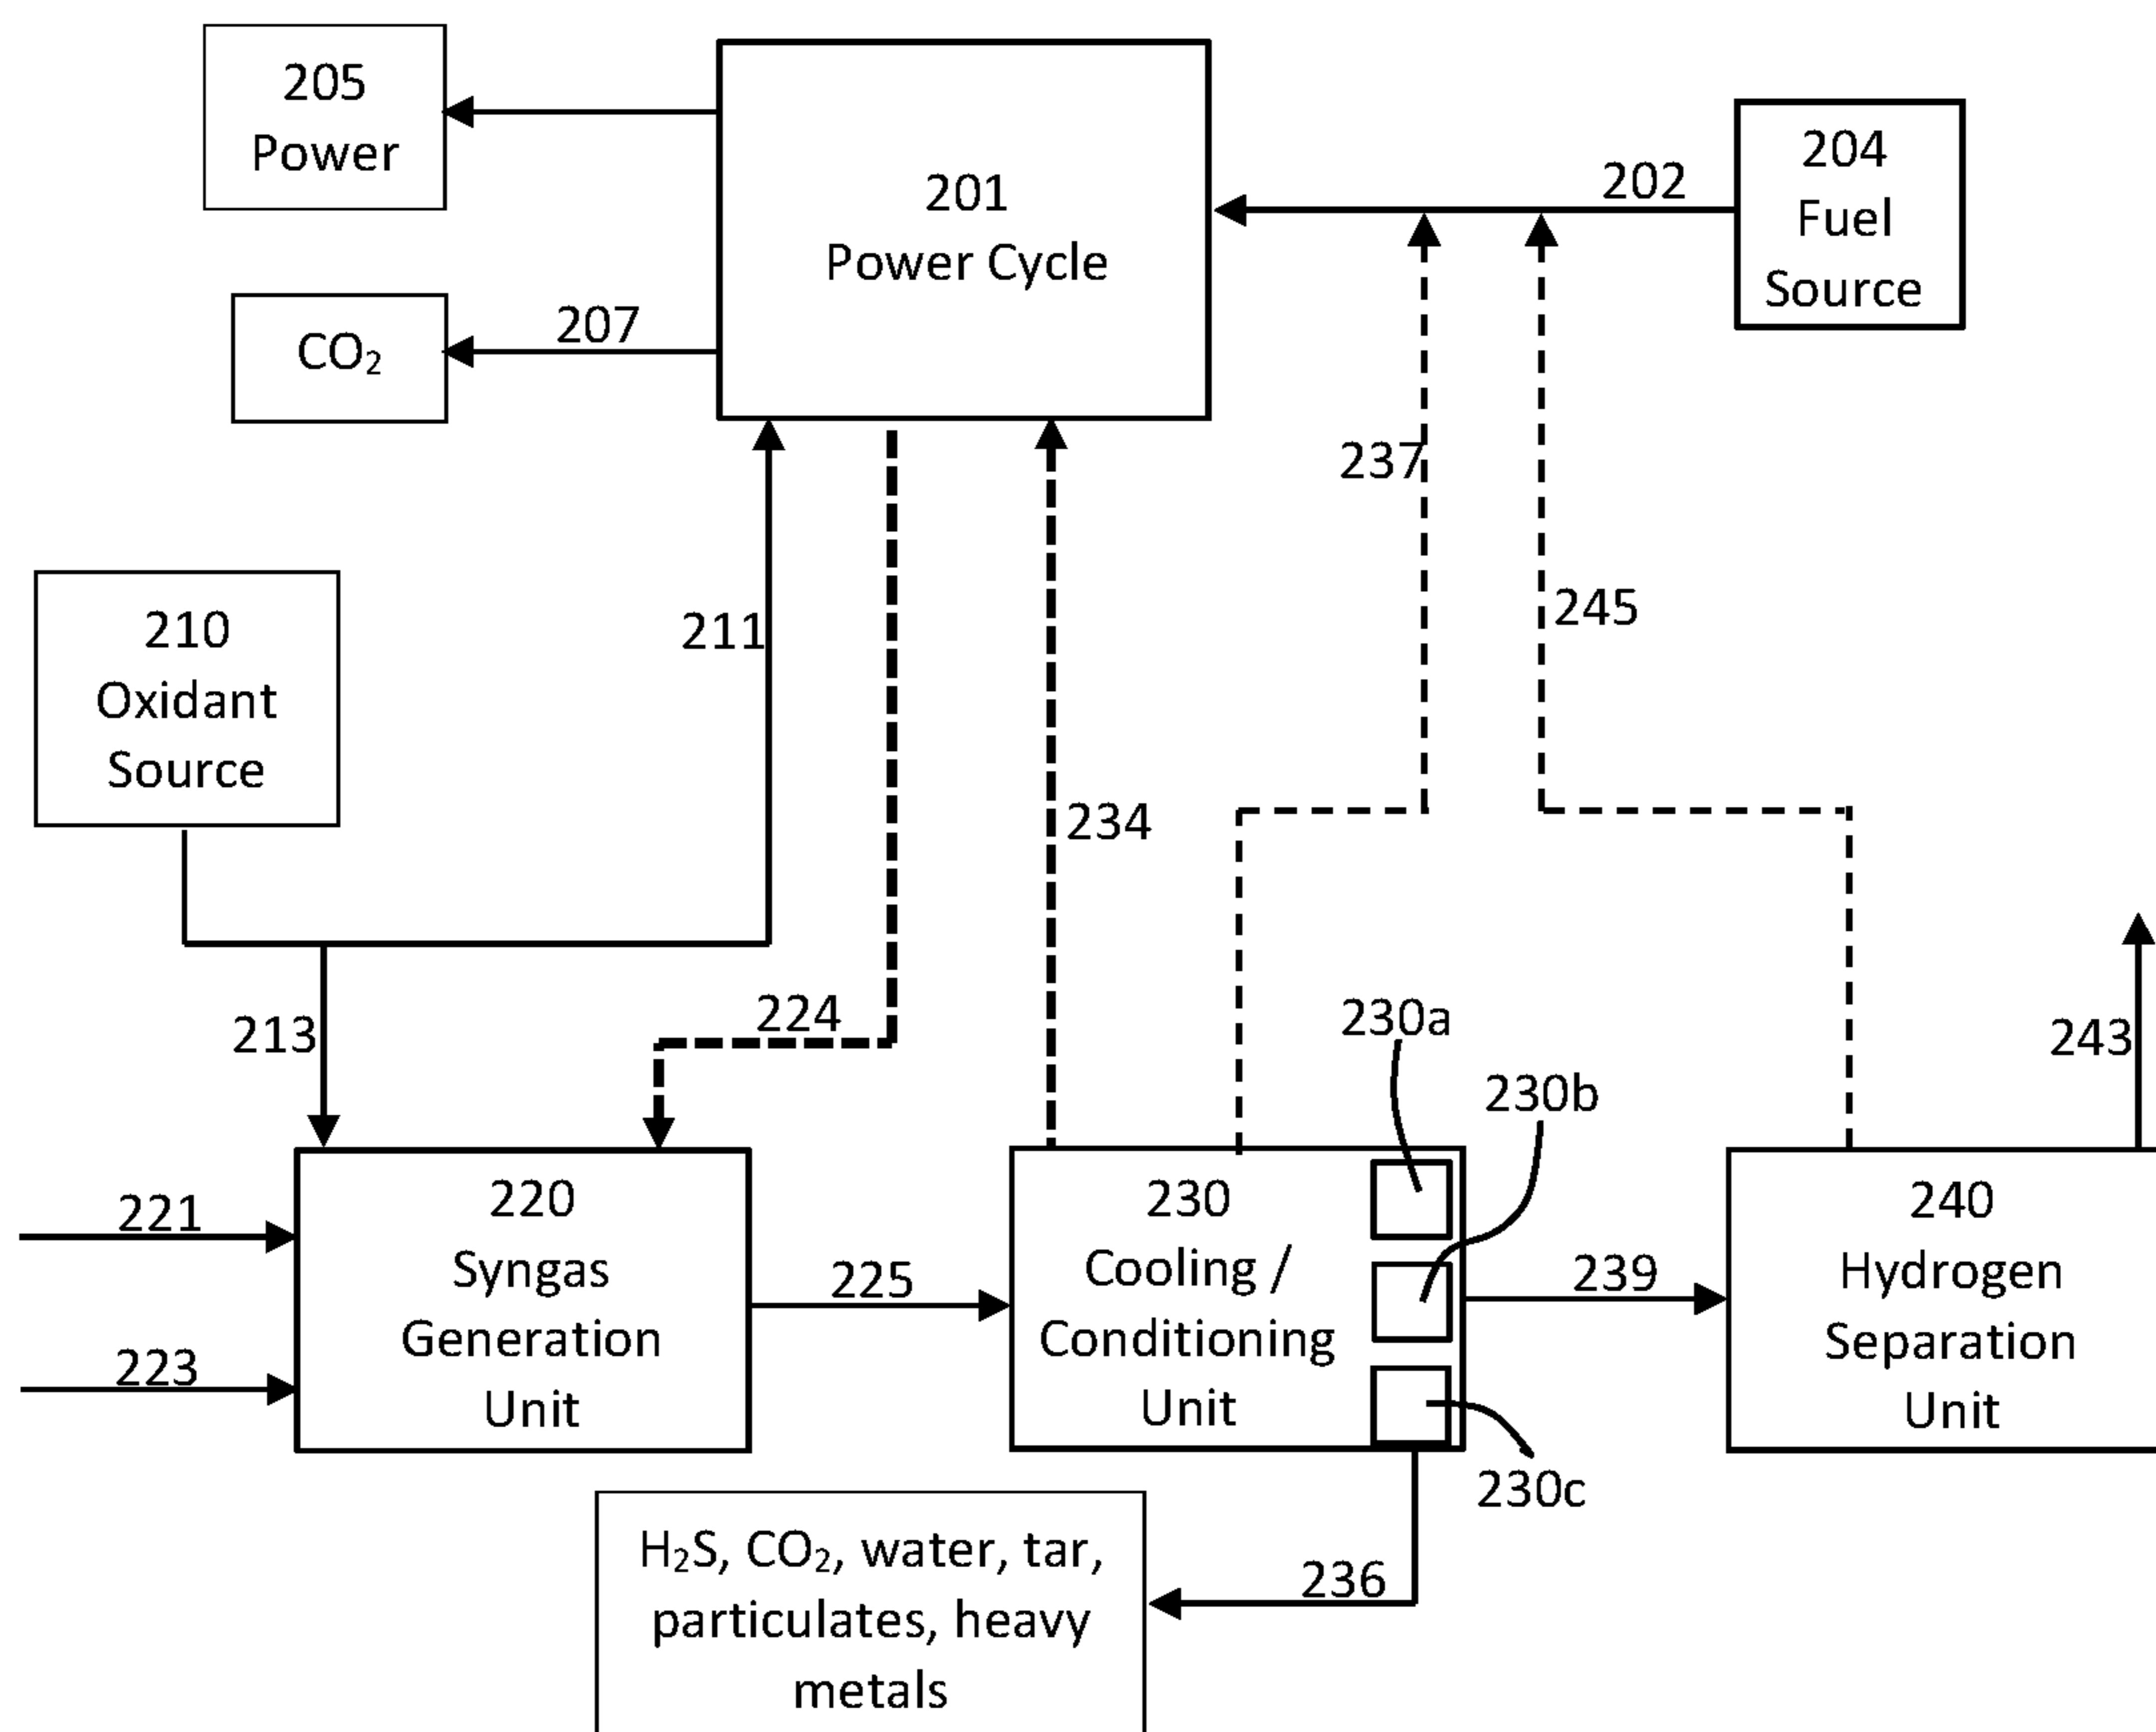 205
Power
201
Power Cycle
202
204
Fuel
Source
CO₂
207
237
245
210
Oxidant
Source
211
234
213
224
230a
230b
243
221
223
220
Syngas
Generation
Unit
225
230
Cooling /
Conditioning
Unit
239
240
Hydrogen
Separation
Unit
230c
H₂S, CO₂, water, tar,
particulates, heavy
metals
236